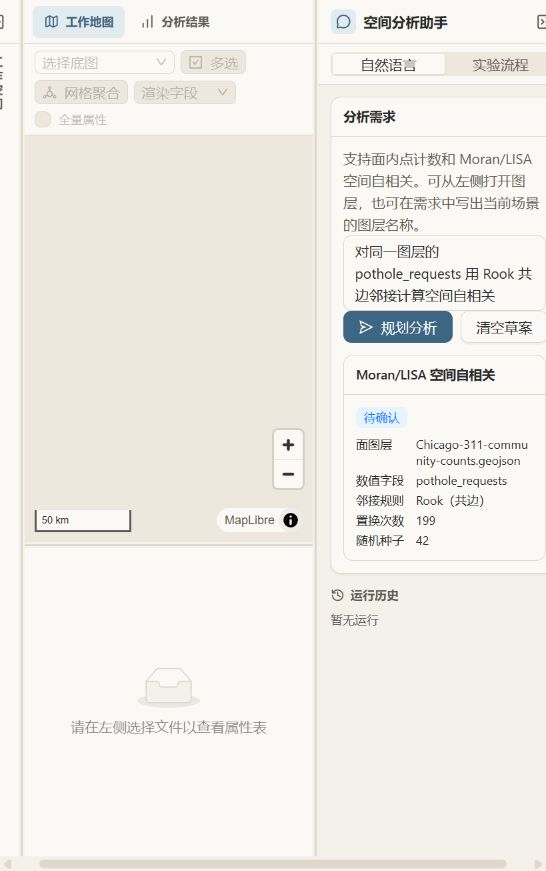 工作地图
分析结果
选择底图
多选
网格聚合
渲染字段
全量属性
50 km
MapLibre
请在左侧选择文件以查看属性表
空间分析助手
自然语言
实验流程
分析需求
支持面内点计数和 Moran/LISA
空间自相关。可从左侧打开图
层，也可在需求中写出当前场景
的图层名称。
对同一图层的
pothole_requests 用 Rook 共
边邻接计算空间自相关
规划分析
清空草案
Moran/LISA 空间自相关
待确认
面图层 Chicago-311-commu
nity-counts.geojson
数值字段 pothole_requests
邻接规则 Rook（共边）
置换次数 199
随机种子 42
运行历史
暂无运行